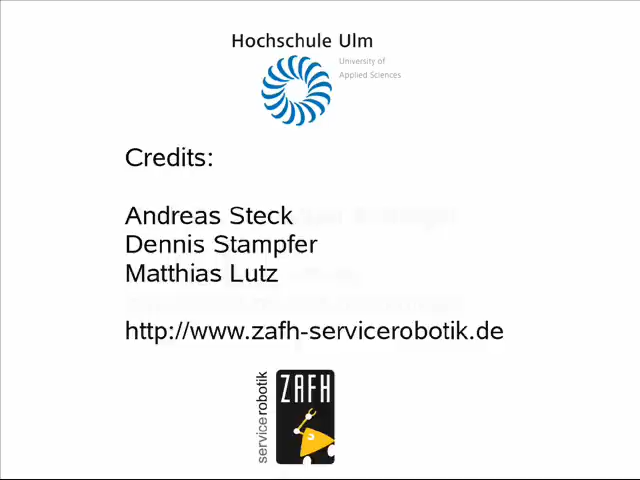 Hochschule Ulm
University of
Applied Sciences
Credits:
Andreas Steck
Dennis Stampfer
Matthias Lutz
http://www.zafh-servicerobotik.de
servicerobotik
ZAFH